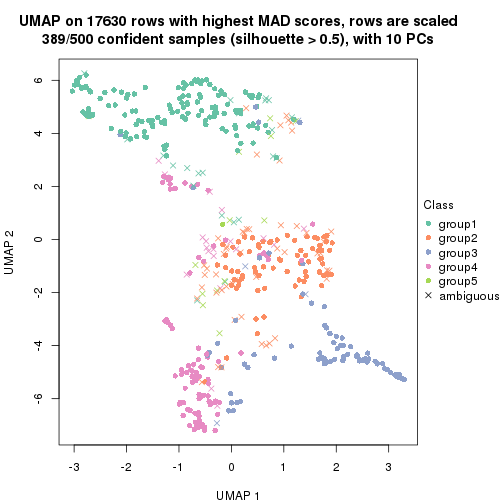 UMAP on 17630 rows with highest MAD scores, rows are scaled
389/500 confident samples (silhouette > 0.5), with 10 PCs
6
4
2
0
-2
-4
-6
UMAP 2
-3
-2
-1
0
1
2
3
UMAP 1
Class
group1
group2
group3
group4
group5
ambiguous